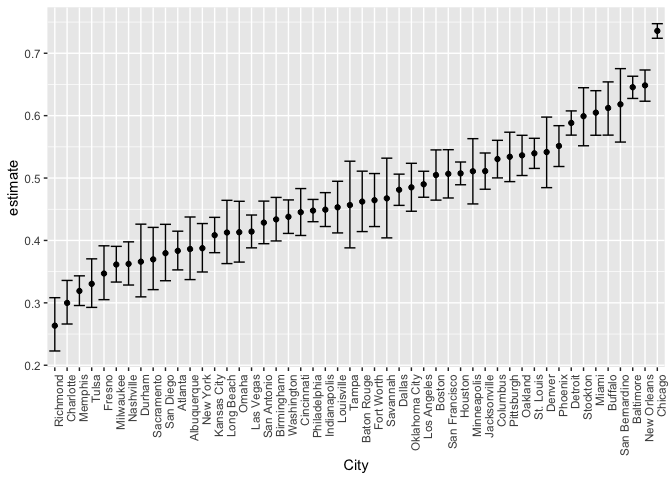 0.7
0.6
0.5
0.4
0.3
0.2
estimate
Richmond
Charlotte
Memphis
Tulsa
Fresno
Milwaukee
Nashville
Durham
Sacramento
San Diego
Atlanta
Albuquerque
New York
Kansas City
Long Beach
Omaha
Las Vegas
San Antonio
Birmingham
Washington
Cincinnati
Philadelphia
Indianapolis
Louisville
Tampa
Baton Rouge
Fort Worth
Savannah
Dallas
Oklahoma City
Los Angeles
Boston
San Francisco
Houston
Minneapolis
Jacksonville
Columbus
Pittsburgh
Oakland
St. Louis
Denver
Phoenix
Detroit
Stockton
Miami
Buffalo
San Bernardino
Baltimore
New Orleans
Chicago
City